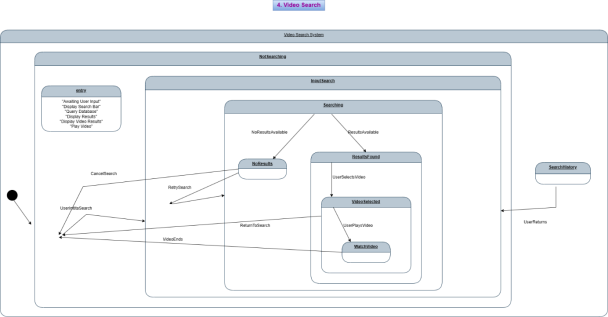 4. Video Search
Video Search System
NotSearching
entry
"Awaiting User Input"
"Display Search Bar"
"Query Database"
"Display Results"
"Display Video Results"
"Play Video"
InputSearch
Searching
NoResultsAvailable
ResultsAvailable
NoResults
ResultsFound
CancelSearch
UserSelectsVideo
SearchHistory
RetrySearch
VideoSelected
UserInitiatesSearch
ReturnToSearch
UserPlaysVideo
UserReturns
VideoEnds
WatchVideo